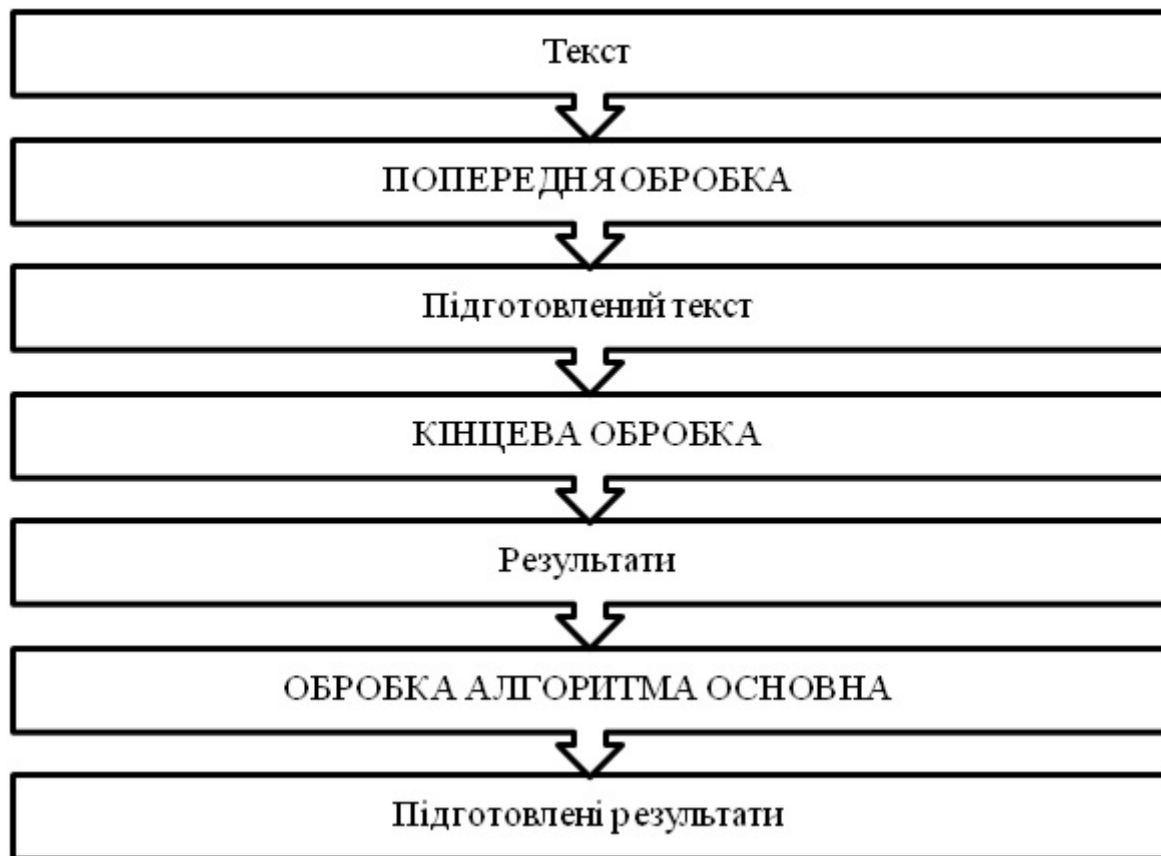 Текст
ПОПЕРЕДНЯ ОБРОБКА
Підготовлений текст
КІНЦЕВА ОБРОБКА
Результати
ОБРОБКА АЛГОРИТМА ОСНОВНА
Підготовлені результати